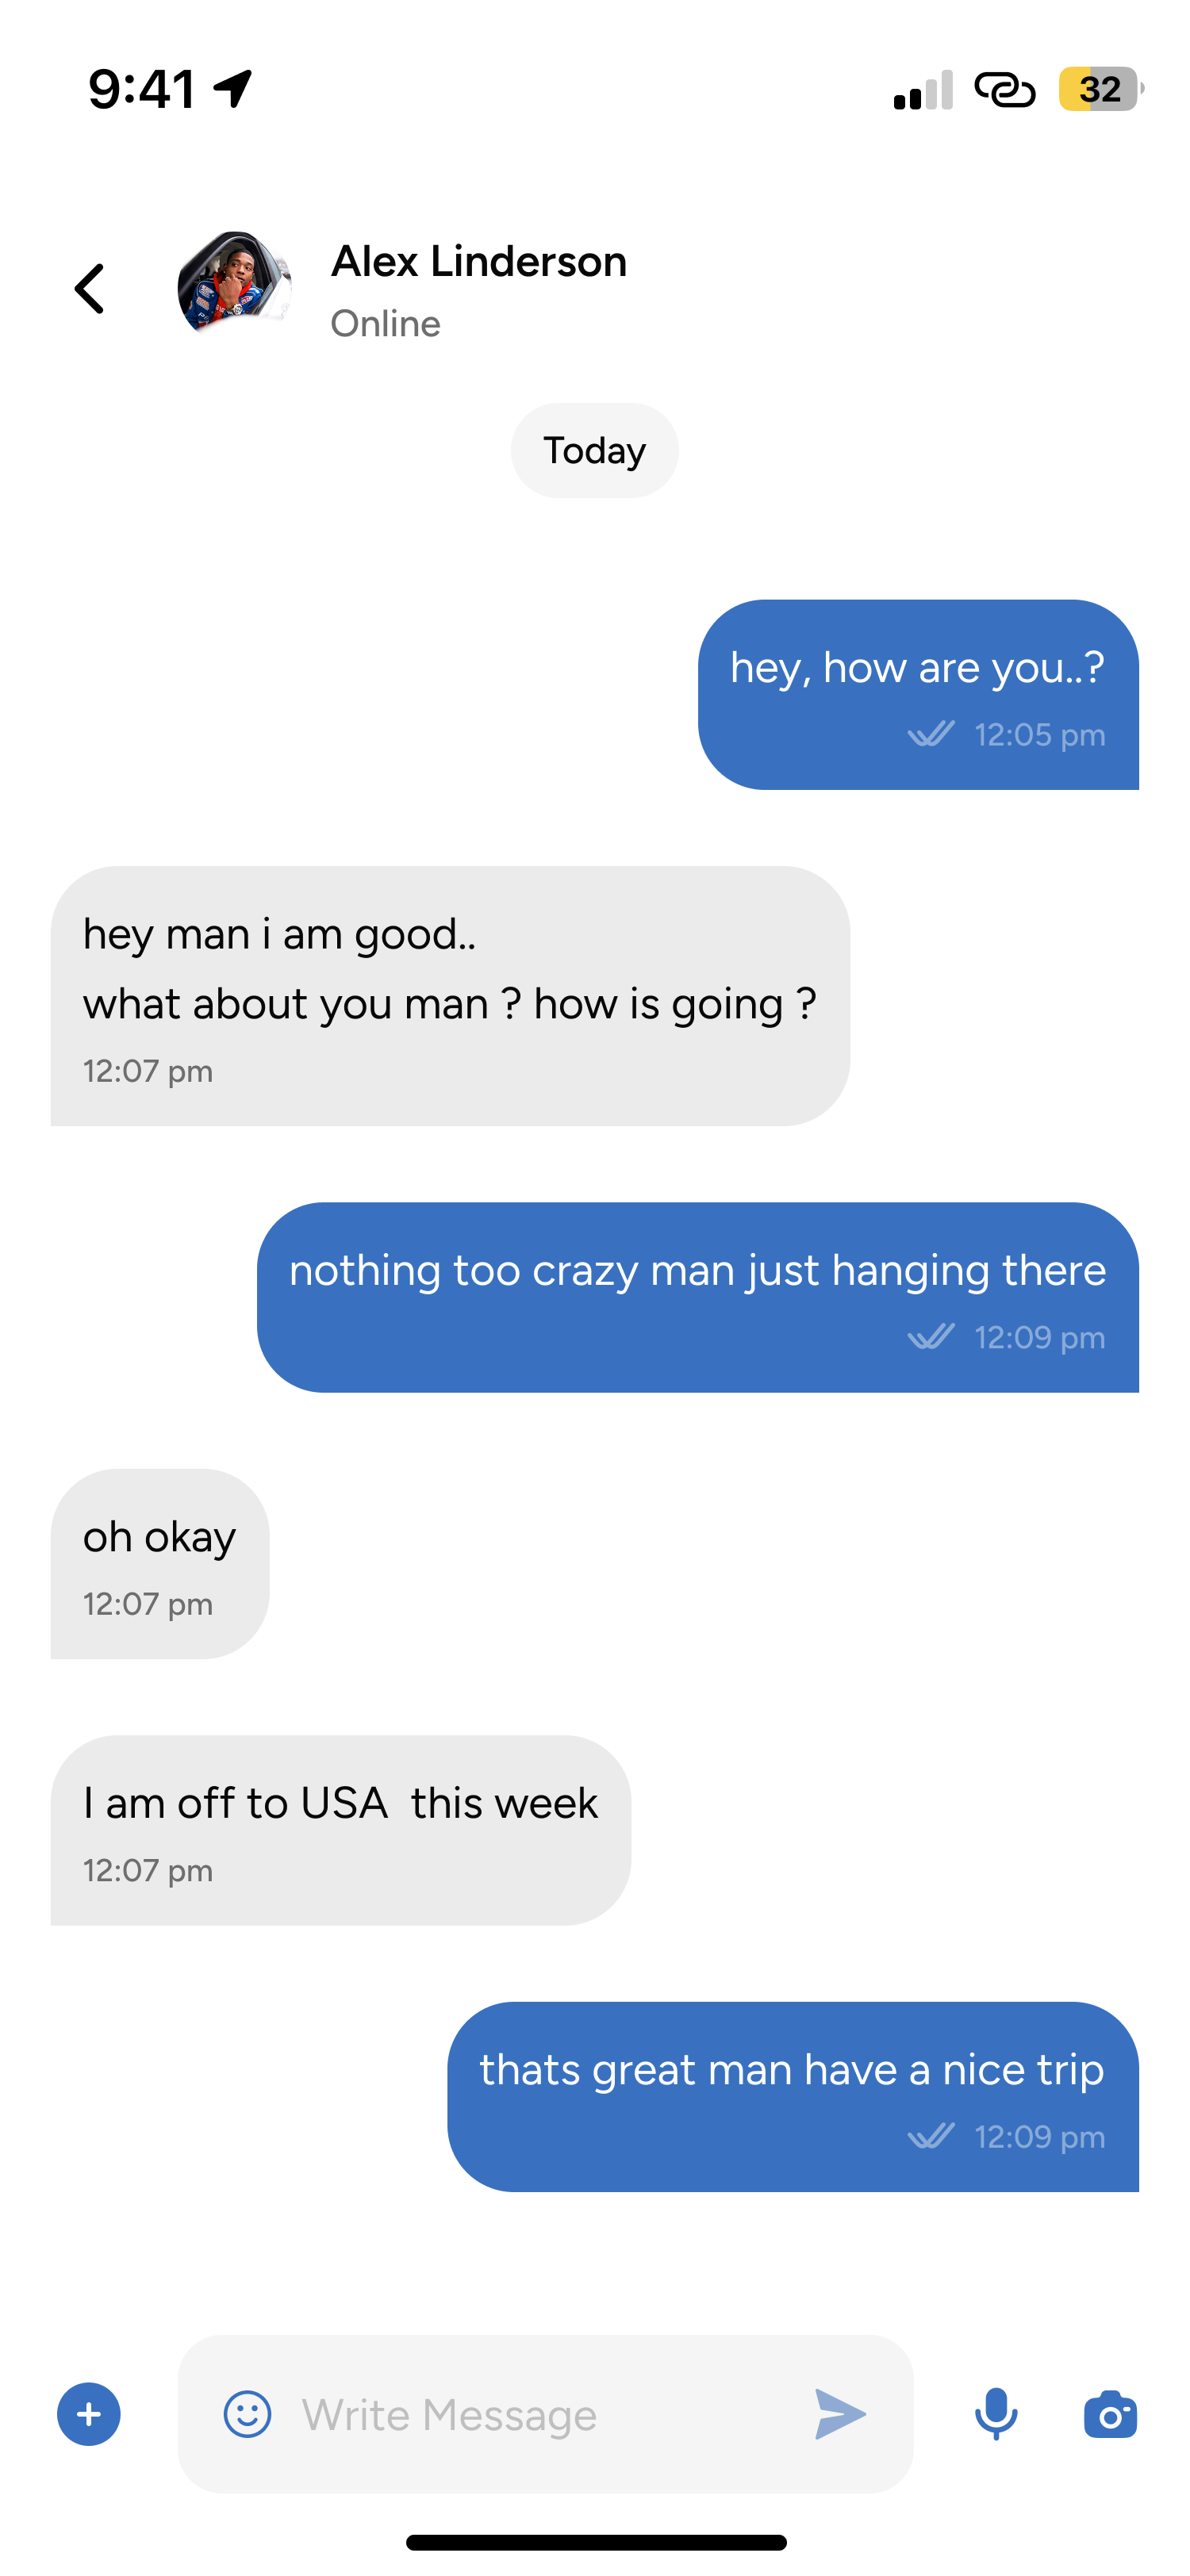 9:41
32
Alex Linderson
Online
Today
hey, how are you..?
12:05 pm
hey man i am good..
what about you man ? how is going ?
12:07 pm
nothing too crazy man just hanging there
12:09 pm
oh okay
12:07 pm
I am off to USA  this week
12:07 pm
thats great man have a nice trip
12:09 pm
Write Message